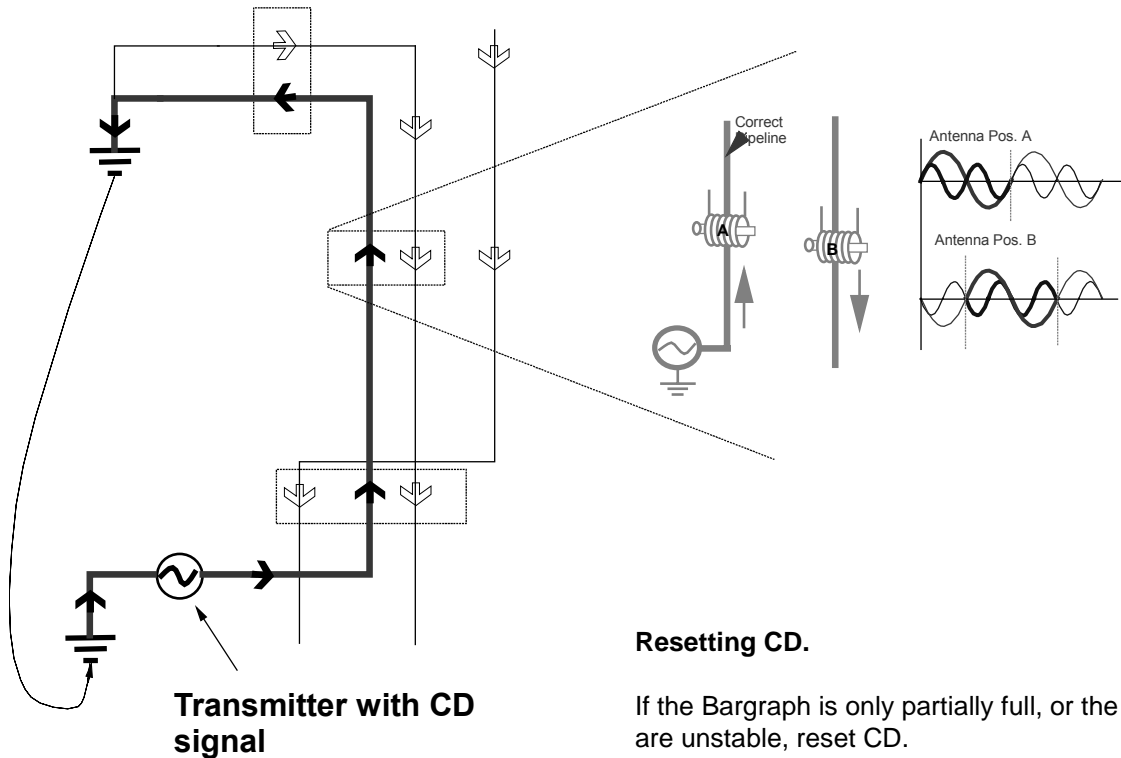 Correct
Pipeline
Antenna Pos. A
A
B
Antenna Pos. B
Transmitter with CD
signal
Resetting CD.
If the Bargraph is only partially full, or the
are unstable, reset CD.